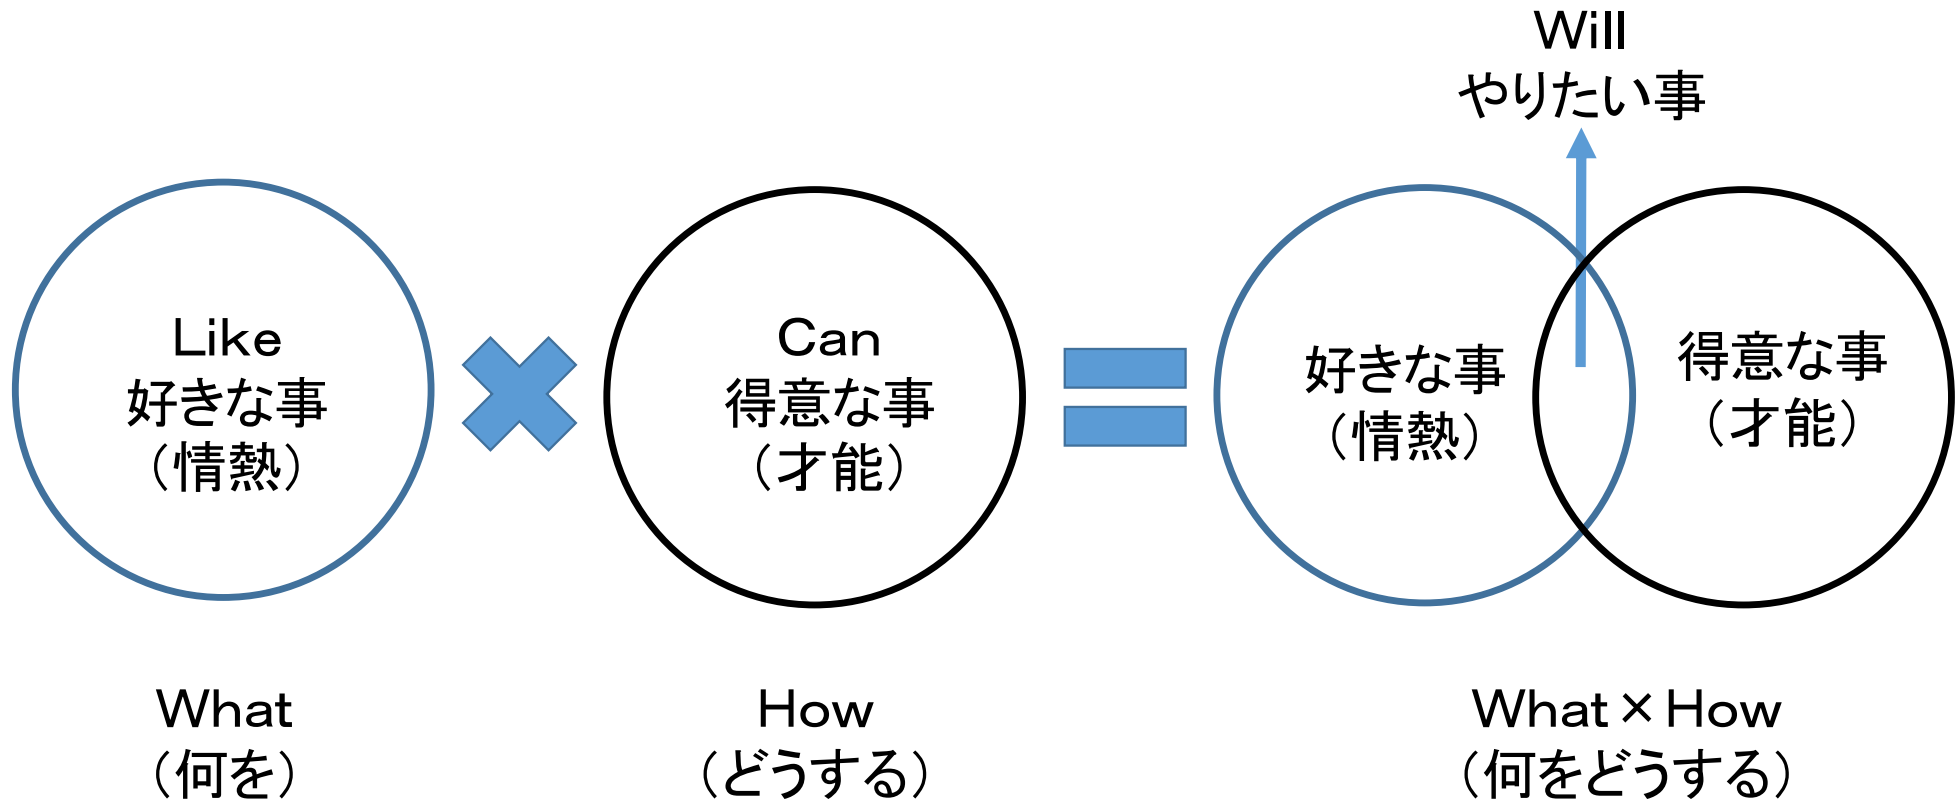 Will
やりたい事
Like
好きな事
（情熱）
Can
得意な事
（才能）
好きな事
（情熱）
得意な事
（才能）
What
（何を）
How
（どうする）
What×How
（何をどうする）